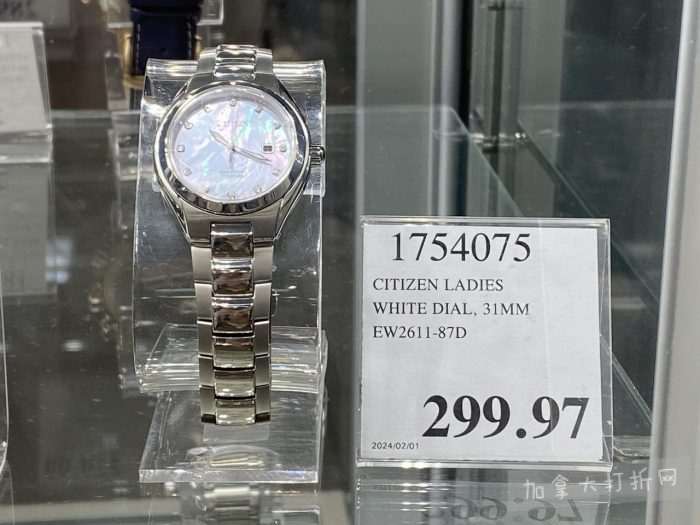 CITIZEN
1754075
CITIZEN LADIES
WHITE DIAL, 31MM
EW2611-87D
299.97
2024/02/01
加拿大打折网